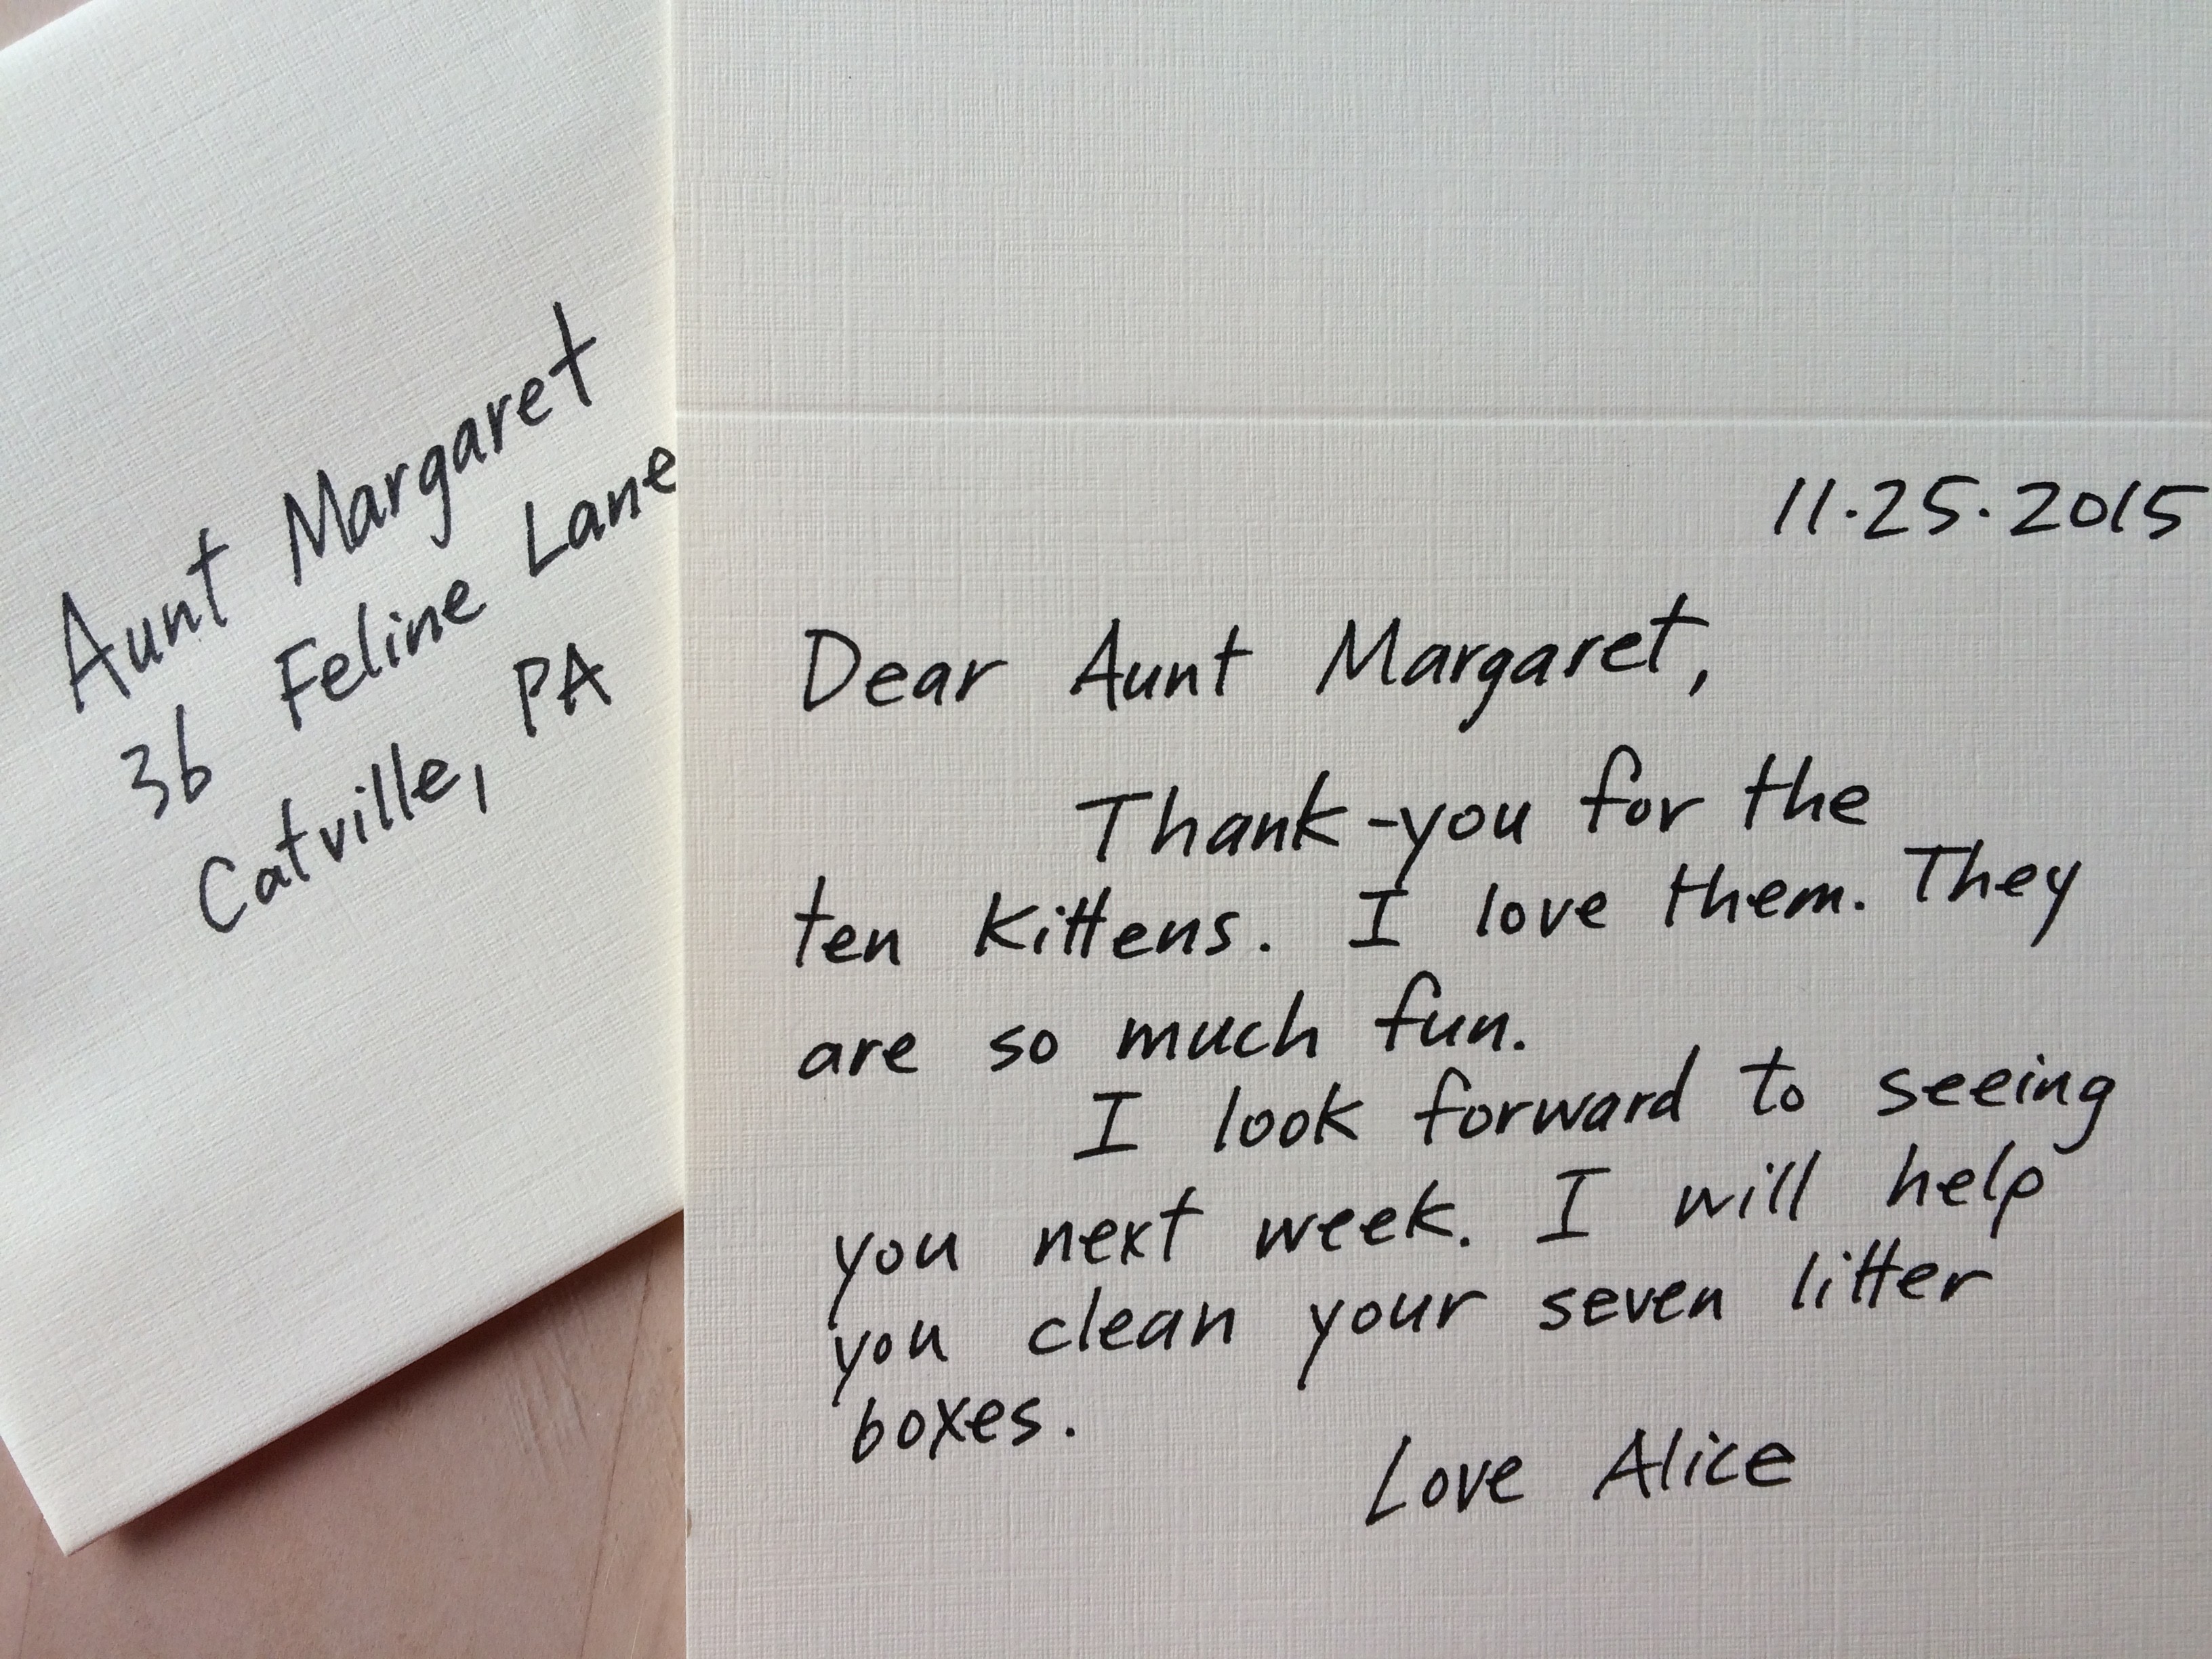 Aunt Margaret
36 Feline Lane
Catville, PA
11.25.2015
Dear Aunt Margaret,
Thank-you for the
ten kittens. I love them. They
are so much fun.
I look forward to seeing
you next week. I will help
you clean your seven litter
boxes.
Love Alice